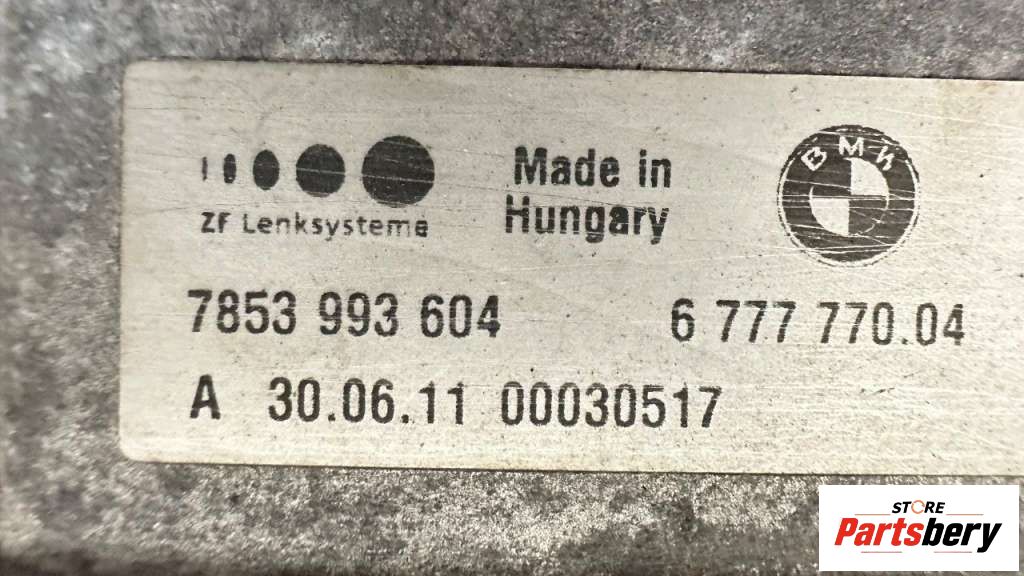 Made in
Hungary
BMW
ZF Lenksysteme
7853 993 604
6 777 770.04
A 30.06.11 00030517
STORE
Partsbery